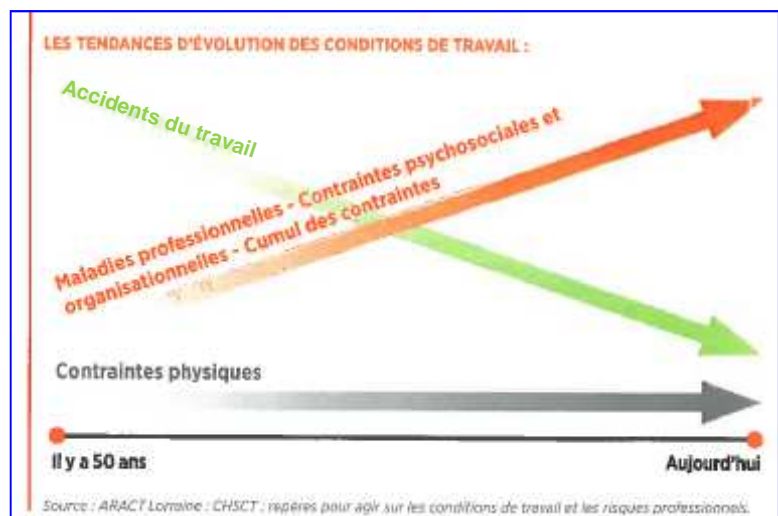 LES TENDANCES D'ÉVOLUTION DES CONDITIONS DE TRAVAIL :
Accidents du travail
Maladies professionnelles - Contraintes psychosociales et
organisationnelles - Cumul des contraintes
Contraintes physiques
Il y a 50 ans
Aujourd'hui
Source : ARACT Lorraine : CHSCT : repères pour agir sur les conditions de travail et les risques professionnels.